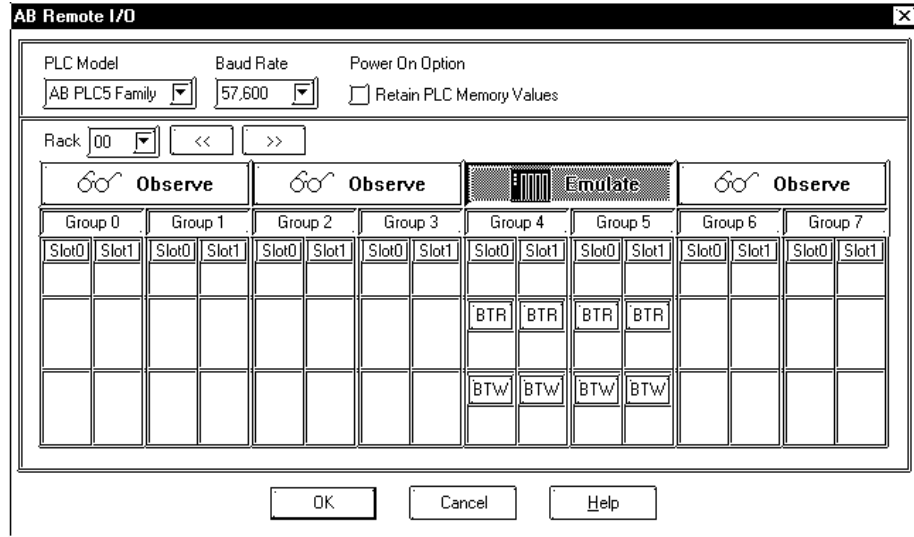 AB Remote I/O
PLC Model Baud Rate Power On Option
AB PLC5 Family 57,600 Retain PLC Memory Values
Rack 00 << >>
Observe Observe Emulate Observe
Group 0 Group 1 Group 2 Group 3 Group 4 Group 5 Group 6 Group 7
Slot0 Slot1 Slot0 Slot1 Slot0 Slot1 Slot0 Slot1 Slot0 Slot1 Slot0 Slot1 Slot0 Slot1 Slot0 Slot1
BTR BTR BTR BTR
BTW BTW BTW BTW
OK Cancel Help